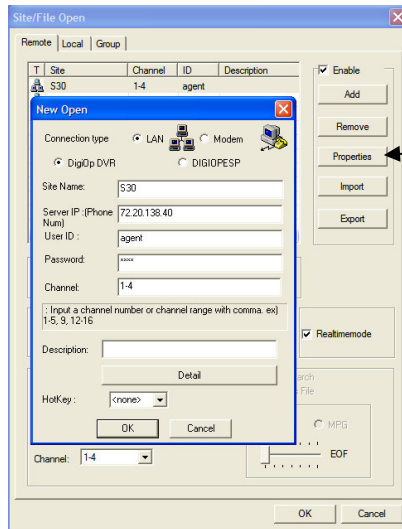 Site/File Open
Remote Local Group
T Site Channel ID Description
S30 1-4 agent
Enable
Add
Remove
Properties
Import
Export
New Open
Connection type LAN Modem
DigiOp DVR DIGIOPESP
Site Name: S30
Server IP :(Phone Num) 72.20.138.40
User ID : agent
Password: ****
Channel: 1-4
: Input a channel number or channel range with comma. ex)
1-5, 9, 12-16
Description:
Detail
HotKey : <none>
OK Cancel
Realtimemode
arch
File
MPG
EOF
Channel: 1-4
OK Cancel